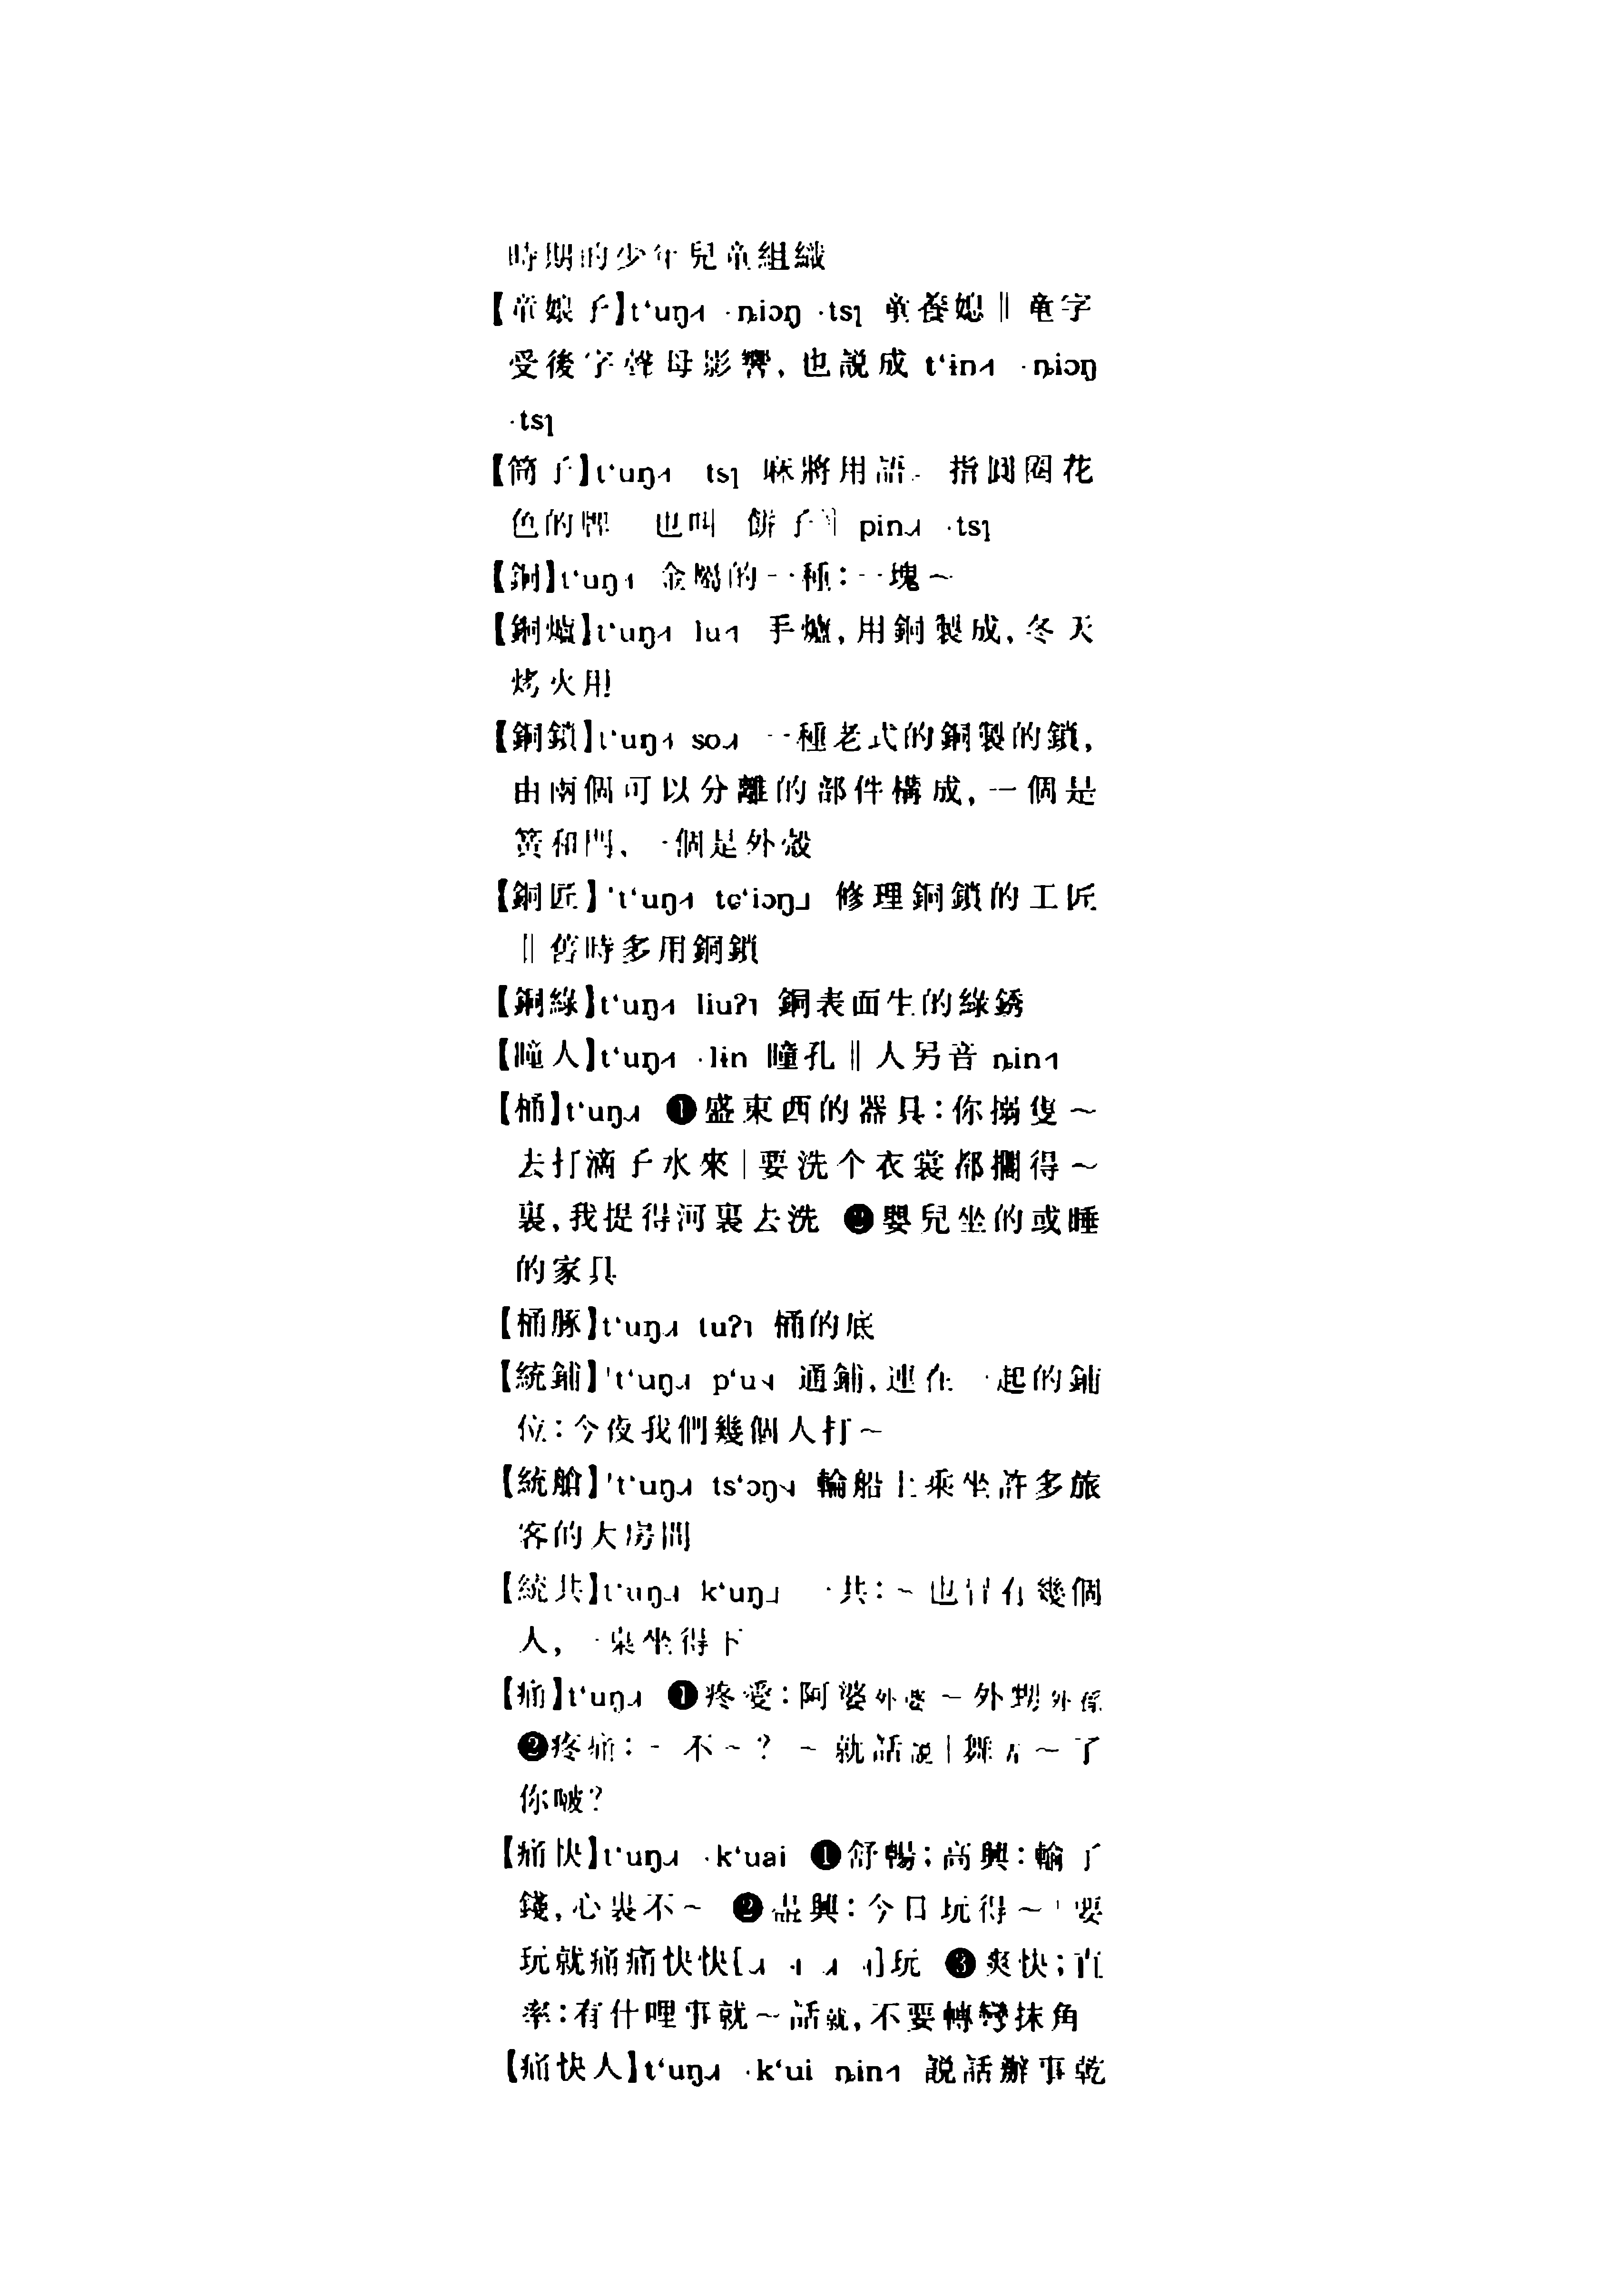 時期的少年兒童組織
【童娘子】t‘uŋ˧˥ ·ȵiɔŋ ·tsʅ 童養媳‖童字
受後字聲母影響,也説成 t‘in˧˥ ·ȵiɔŋ
·tsʅ
【筒子】t‘uŋ˧˥ tsʅ 麻將用語。指圓圈花
色的牌 也叫 餅子 pin ·tsʅ
【銅】t‘uŋ 金屬的一種:一塊~
【銅爐】t‘uŋ lu 手爐,用銅製成,冬天
烤火用
【銅鎖】t‘uŋ so 一種老式的銅製的鎖,
由兩個可以分離的部件構成,一個是
簧和門、一個是外殼
【銅匠】't‘uŋ tɕ‘iɔŋ˩ 修理銅鎖的工匠
‖舊時多用銅鎖
【銅綠】t‘uŋ liuʔ 銅表面生的綠銹
【瞳人】t‘uŋ ·lin 瞳孔‖人另音 ȵin
【桶】t‘uŋ ❶盛東西的器具:你搦隻~
去打滴子水來|要洗个衣裳都擱得~
裏,我提得河裏去洗 ❷嬰兒坐的或睡
的家具
【桶豚】t‘uŋ tuʔ 桶的底
【統鋪】't‘uŋ p‘u 通鋪,連在一起的鋪
位:今夜我們幾個人打~
【統艙】't‘uŋ ts‘ɔŋ 輪船上乘坐許多旅
客的大房間
【統共】t‘uŋ k‘uŋ˩ 一共:~也冇有幾個
人,一桌坐得下
【痛】t‘uŋ ❶疼愛:阿婆外婆~外甥外孫
❷疼痛:~不~? ~就話説|舞 ~了
你啵?
【痛快】t‘uŋ ·k‘uai ❶舒暢;高興:輸了
錢,心裏不~ ❷盡興:今日玩得~|要
玩就痛痛快快[ ]玩 ❸爽快;直
率:有什哩事就~話説,不要轉彎抹角
【痛快人】t‘uŋ ·k‘ui ȵin 説話辦事乾